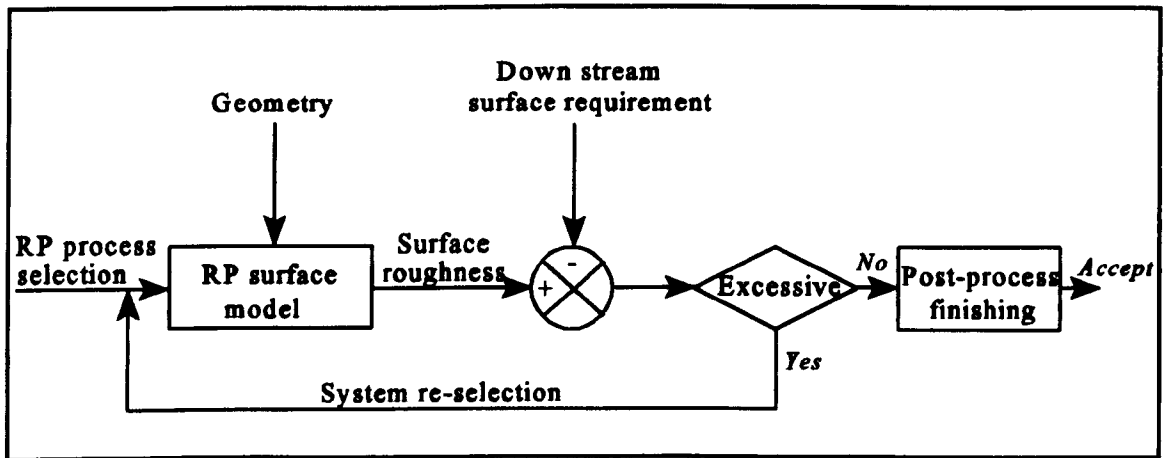 Down stream
surface requirement
Geometry
RP process
selection
RP surface
model
Surface
roughness
-
+
Excessive
No
Post-process
finishing
Accept
Yes
System re-selection